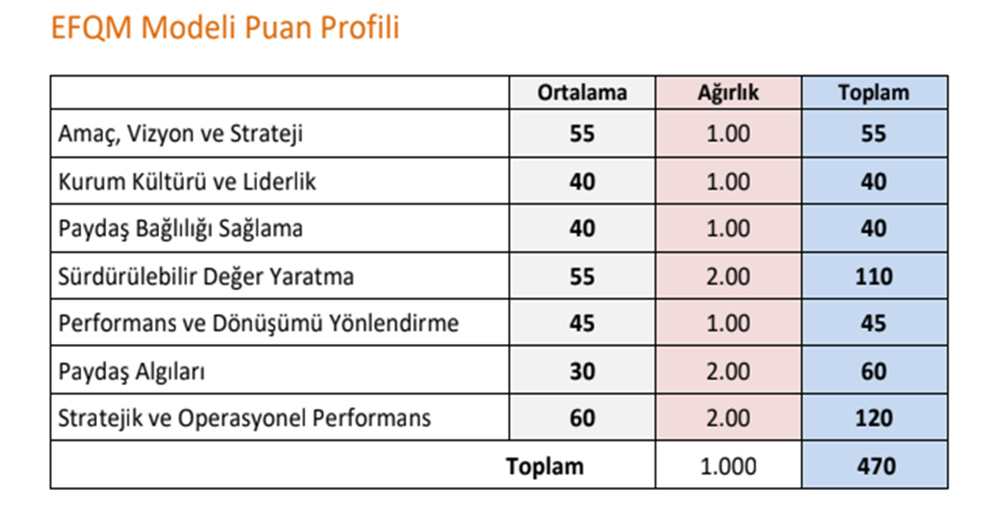 EFQM Modeli Puan Profili
Ortalama Ağırlık Toplam
Amaç, Vizyon ve Strateji 55 1.00 55
Kurum Kültürü ve Liderlik 40 1.00 40
Paydaş Bağlılığı Sağlama 40 1.00 40
Sürdürülebilir Değer Yaratma 55 2.00 110
Performans ve Dönüşümü Yönlendirme 45 1.00 45
Paydaş Algıları 30 2.00 60
Stratejik ve Operasyonel Performans 60 2.00 120
Toplam 1.000 470